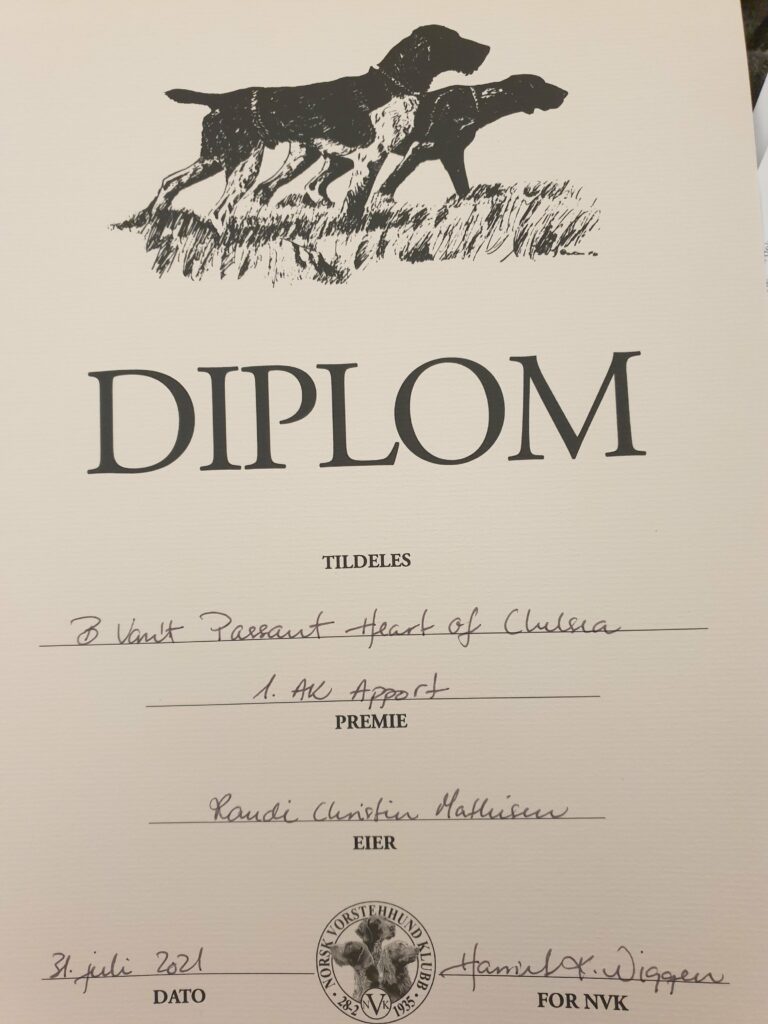 DIPLOM
TILDELES
B Van't Passant Heart of Chelsea
1. AK Apport
PREMIE
Randi Christin Mathisen
EIER
NORSK VORSTEHHUND KLUBB
28-2 NVK 1935
31. juli 2021
DATO
K. Wiggen
FOR NVK